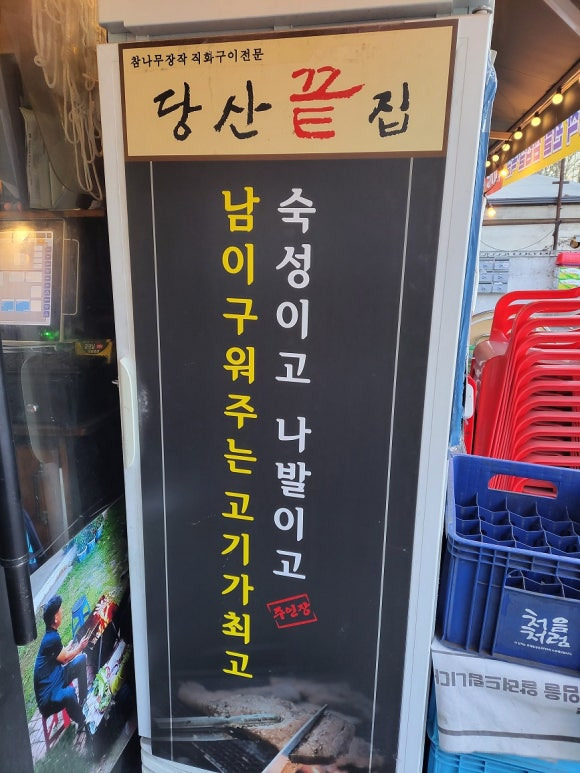 참나무장작 직화구이전문
당산끝집
숙성이고 나발이고
남이구워주는고기가최고
주인장
처음
처럼